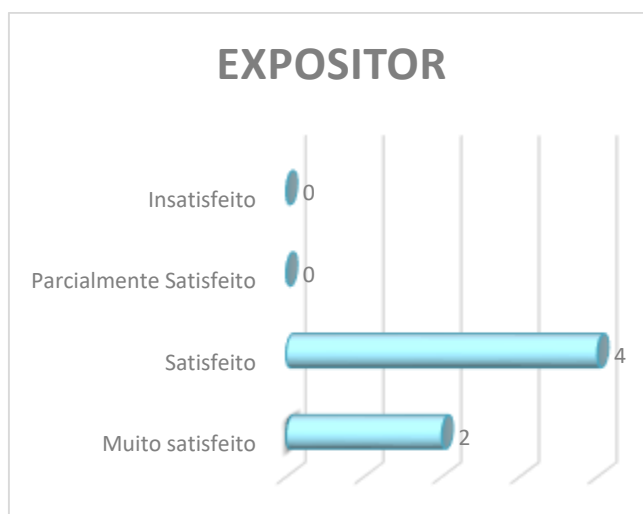 EXPOSITOR
Insatisfeito 0
Parcialmente Satisfeito 0
Satisfeito 4
Muito satisfeito 2